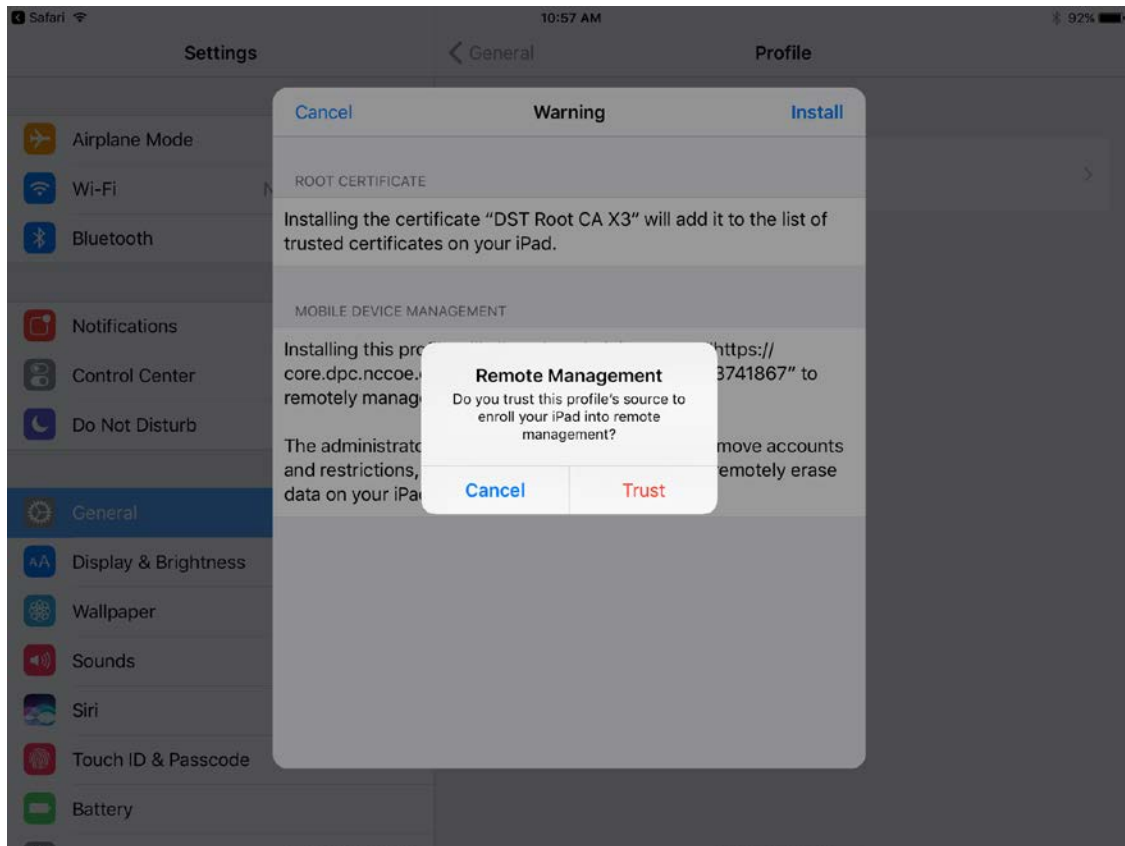 Safari
10:57 AM
92%
Settings
General
Profile
Cancel
Warning
Install
Airplane Mode
Wi-Fi
N
Bluetooth
ROOT CERTIFICATE
Installing the certificate “DST Root CA X3” will add it to the list of
trusted certificates on your iPad.
MOBILE DEVICE MANAGEMENT
Installing this
https://
core.dpc.nccoe.
3741867” to
remotely
The
move accounts
and restrictions,
remotely erase
data on your
Remote Management
Do you trust this profile's source to
enroll your iPad into remote
management?
Cancel
Trust
Notifications
Control Center
Do Not Disturb
General
AA
Display & Brightness
Wallpaper
Sounds
Siri
Touch ID & Passcode
Battery